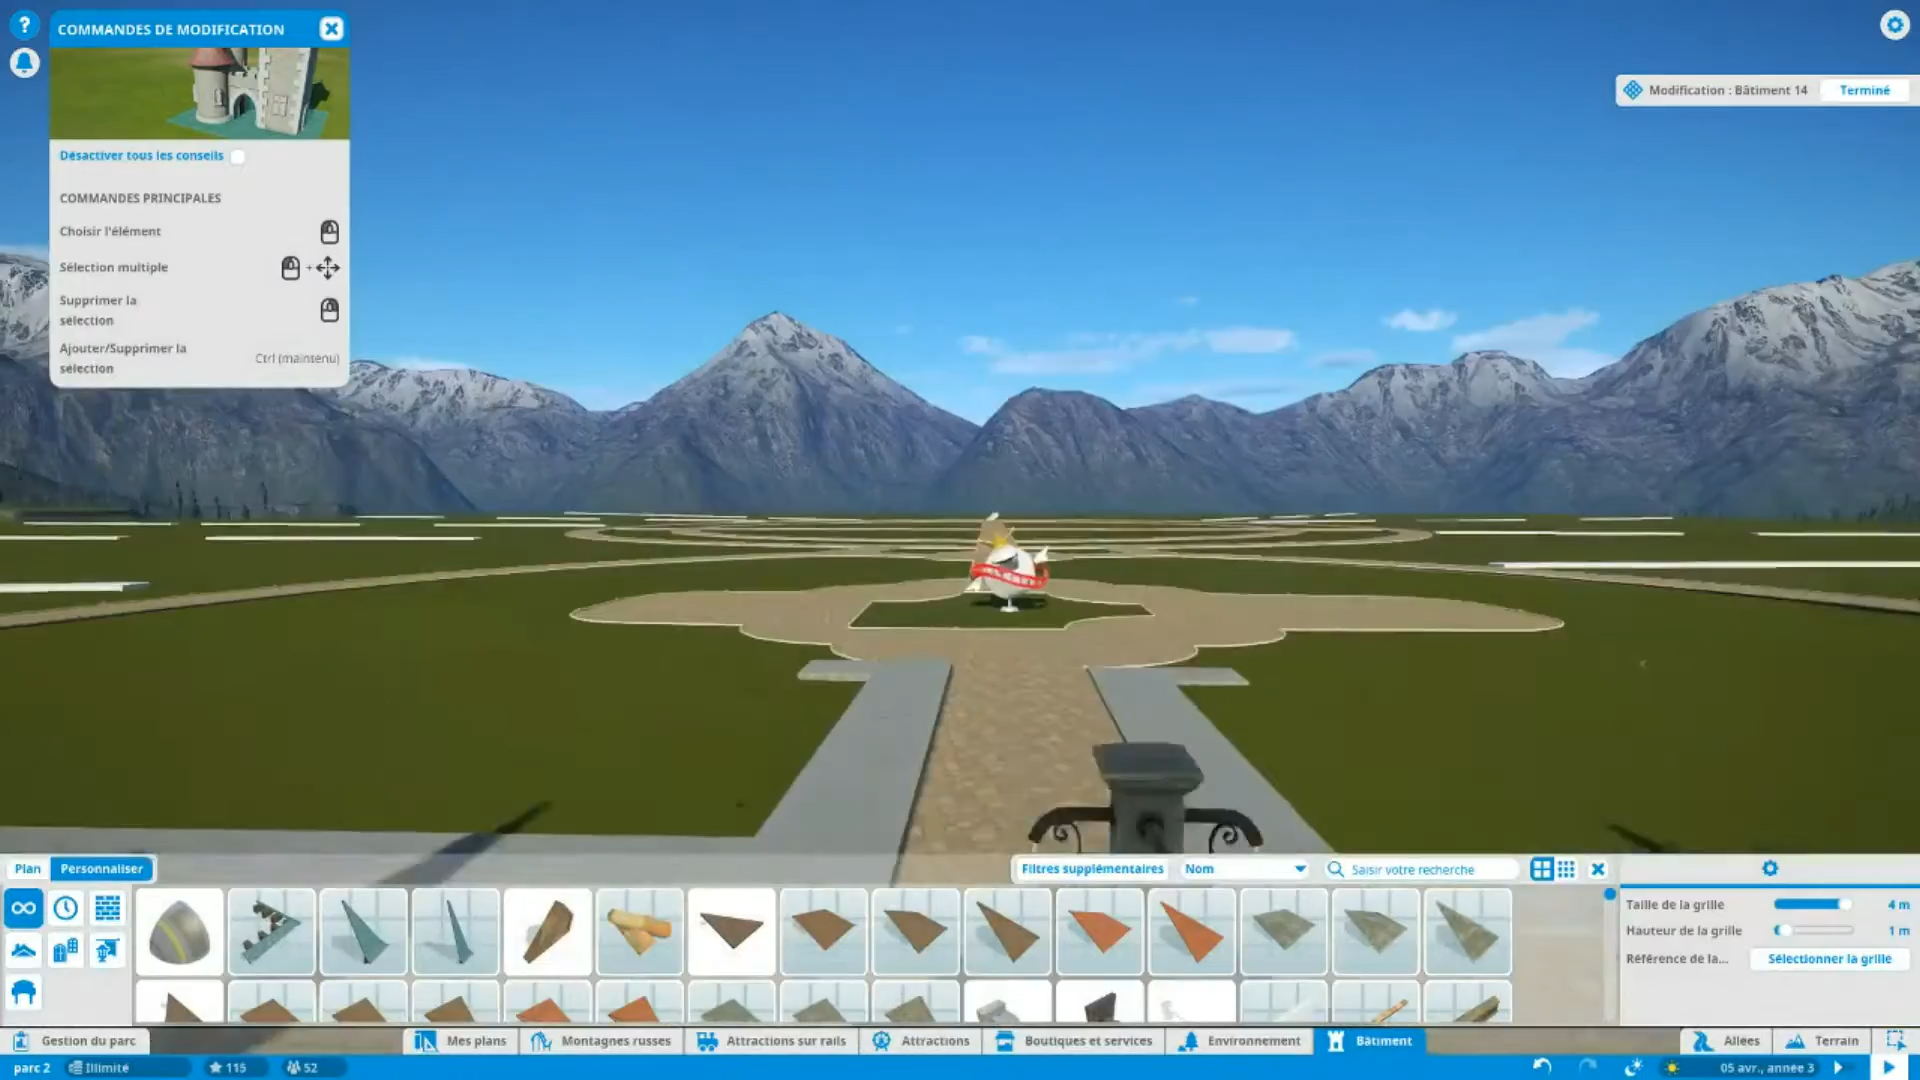 ?
COMMANDES DE MODIFICATION
Désactiver tous les conseils
COMMANDES PRINCIPALES
Choisir l'élément
Sélection multiple
+
Supprimer la
sélection
Ajouter/Supprimer la
sélection
Ctrl (maintenu)
Modification : Bâtiment 14
Terminé
Plan
Personnaliser
Filtres supplémentaires
Nom
Saisir votre recherche
Taille de la grille
4 m
Hauteur de la grille
1 m
Référence de la...
Sélectionner la grille
Gestion du parc
Mes plans
Montagnes russes
Attractions sur rails
Attractions
Boutiques et services
Environnement
Bâtiment
Allées
Terrain
parc 2
Illimité
115
52
05 avr., année 3